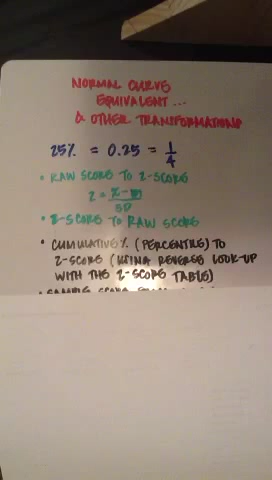 NORMAL CURVE
EQUIVALENT ...
& OTHER TRANSFORMATIONS
25% = 0.25 = 1/4
• RAW SCORE TO Z-SCORE
Z = X - M / SD
• Z-SCORE TO RAW SCORE
• CUMULATIVE % (PERCENTILE) TO
Z-SCORE (USING REVERSE LOOK-UP
WITH THE Z-SCORE TABLE)